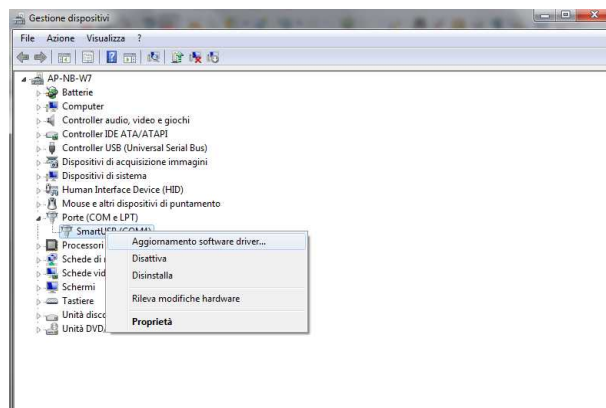 Gestione dispositivi
File Azione Visualizza ?
AP-NB-W7
Batterie
Computer
Controller audio, video e giochi
Controller IDE ATA/ATAPI
Controller USB (Universal Serial Bus)
Dispositivi di acquisizione immagini
Dispositivi di sistema
Human Interface Device (HID)
Mouse e altri dispositivi di puntamento
Porte (COM e LPT)
Aggiornamento software driver...
Processori
Disattiva
Schede di
Disinstalla
Schede vid
Schermi
Rileva modifiche hardware
Tastiere
Unità disco
Proprietà
Unità DVD